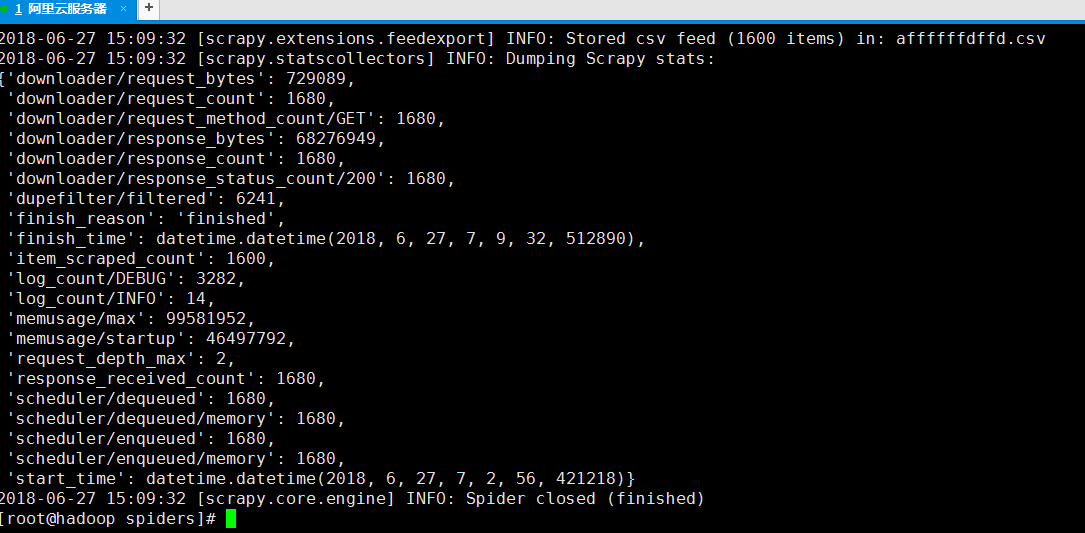 1 阿里云服务器 × +
2018-06-27 15:09:32 [scrapy.extensions.feedexport] INFO: Stored csv feed (1600 items) in: affffffdffd.csv
2018-06-27 15:09:32 [scrapy.statscollectors] INFO: Dumping Scrapy stats:
{'downloader/request_bytes': 729089,
'downloader/request_count': 1680,
'downloader/request_method_count/GET': 1680,
'downloader/response_bytes': 68276949,
'downloader/response_count': 1680,
'downloader/response_status_count/200': 1680,
'dupefilter/filtered': 6241,
'finish_reason': 'finished',
'finish_time': datetime.datetime(2018, 6, 27, 7, 9, 32, 512890),
'item_scraped_count': 1600,
'log_count/DEBUG': 3282,
'log_count/INFO': 14,
'memusage/max': 99581952,
'memusage/startup': 46497792,
'request_depth_max': 2,
'response_received_count': 1680,
'scheduler/dequeued': 1680,
'scheduler/dequeued/memory': 1680,
'scheduler/enqueued': 1680,
'scheduler/enqueued/memory': 1680,
'start_time': datetime.datetime(2018, 6, 27, 7, 2, 56, 421218)}
2018-06-27 15:09:32 [scrapy.core.engine] INFO: Spider closed (finished)
[root@hadoop spiders]#